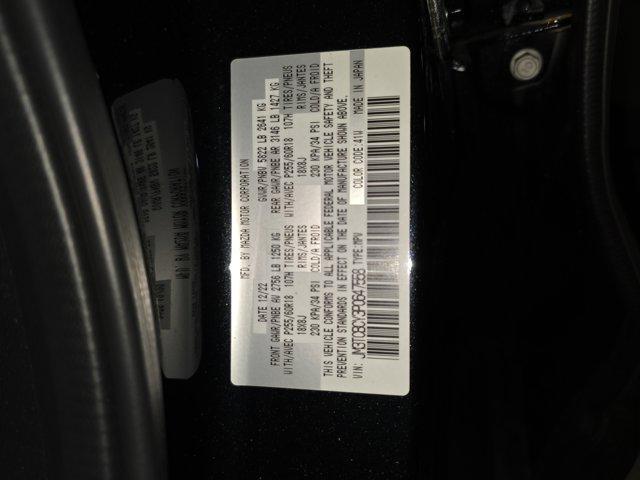 MFD. BY MAZDA MOTOR CORPORATION
DATE 12/22 GVWR/PNBV 5822 LB 2641 KG
FRONT GAWR/PNBE AV 2756 LB 1250 KG REAR GAWR/PNBE AR 3146 LB 1427 KG
WITH/AVEC P255/60R18 107H TIRES/PNEUS WITH/AVEC P255/60R18 107H TIRES/PNEUS
18X8J RIMS/JANTES 18X8J RIMS/JANTES
230 KPA/34 PSI COLD/A FROID 230 KPA/34 PSI COLD/A FROID
THIS VEHICLE CONFORMS TO ALL APPLICABLE FEDERAL MOTOR VEHICLE SAFETY AND THEFT
PREVENTION STANDARDS IN EFFECT ON THE DATE OF MANUFACTURE SHOWN ABOVE.
VIN: JM3TCBCY3P0647568 TYPE:MPV COLOR CODE:41W MADE IN JAPAN